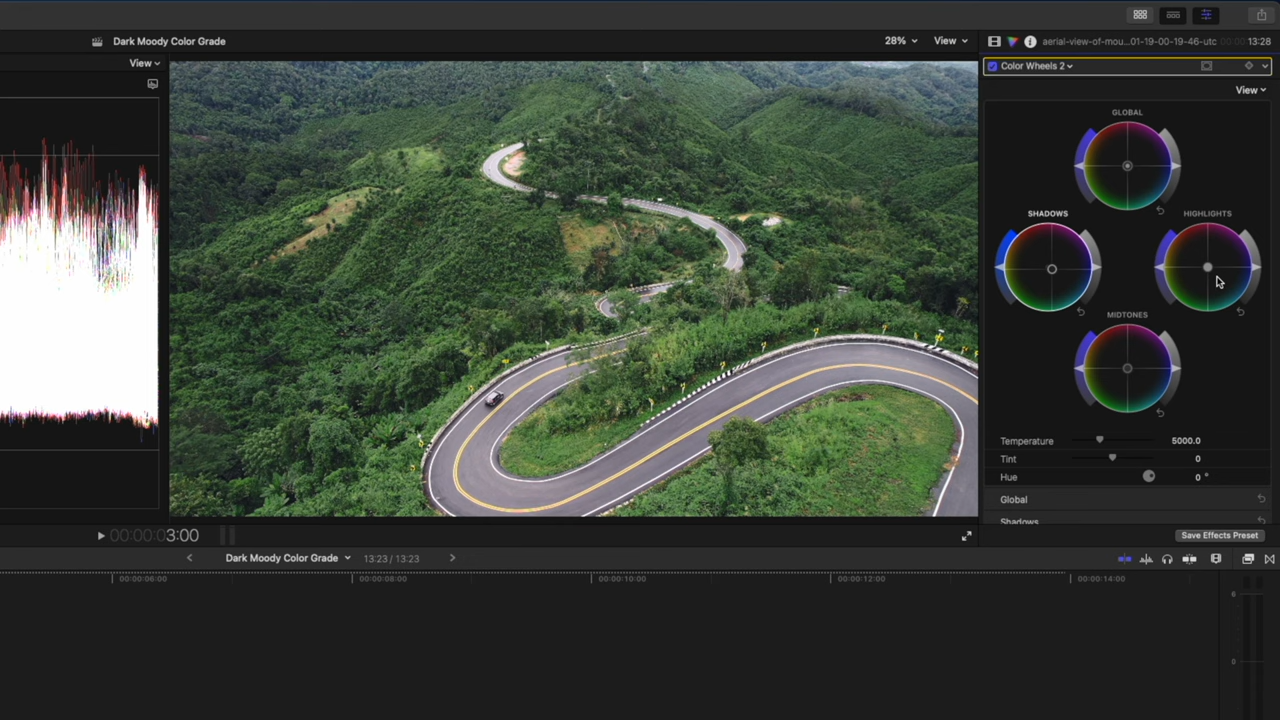 Dark Moody Color Grade
28%
View
aerial-view-of-mou...01-19-00-19-46-utc
13:28
View
Color Wheels 2
View
GLOBAL
SHADOWS
HIGHLIGHTS
MIDTONES
Temperature 5000.0
Tint 0
Hue 0 °
Global
Shadows
00:00:03:00
Save Effects Preset
Dark Moody Color Grade
13:23 / 13:23
00:00:06:00
00:00:08:00
00:00:10:00
00:00:12:00
00:00:14:00
6
0